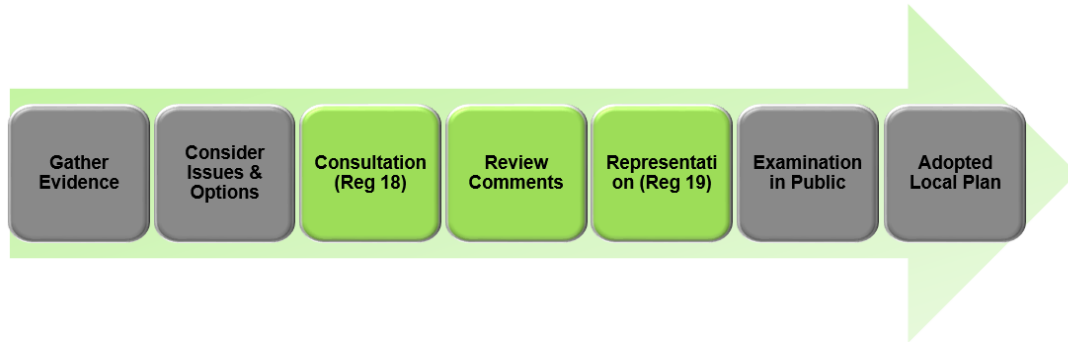 Gather
Evidence
Consider
Issues &
Options
Consultation
(Reg 18)
Review
Comments
Representati
on (Reg 19)
Examination
in Public
Adopted
Local Plan